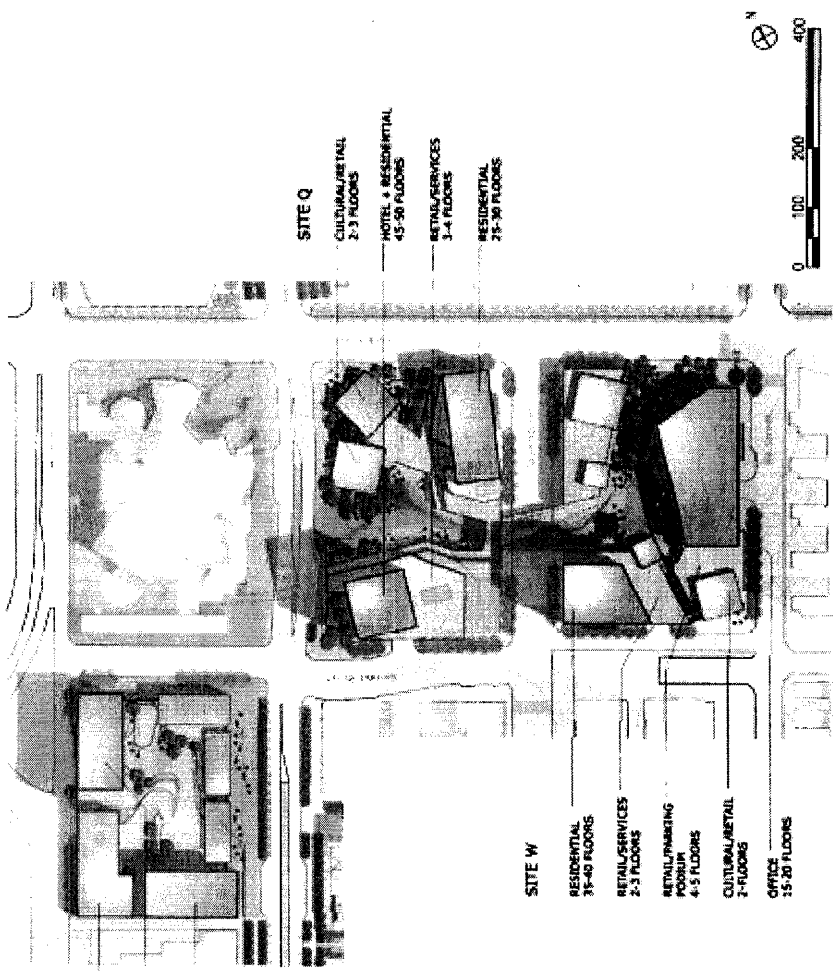 N
0 100 200 400
SITE Q
CULTURAL/RETAIL
2-3 FLOORS
HOTEL + RESIDENTIAL
45-50 FLOORS
RETAIL/SERVICES
3-4 FLOORS
RESIDENTIAL
25-30 FLOORS
SITE W
RESIDENTIAL
35-40 FLOORS
RETAIL/SERVICES
2-3 FLOORS
RETAIL/PARKING
PODIUM
4-5 FLOORS
CULTURAL/RETAIL
2-FLOORS
OFFICE
15-20 FLOORS